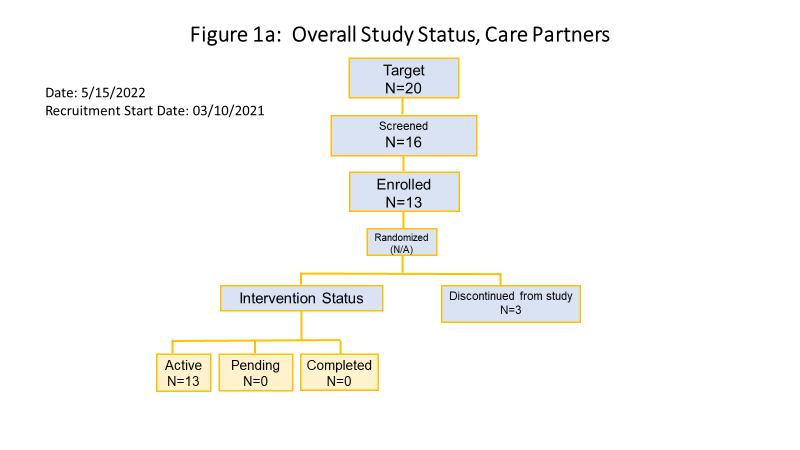 Figure 1a: Overall Study Status, Care Partners
Date: 5/15/2022
Recruitment Start Date: 03/10/2021
Target
N=20
Screened
N=16
Enrolled
N=13
Randomized
(N/A)
Intervention Status
Discontinued from study
N=3
Active
N=13
Pending
N=0
Completed
N=0